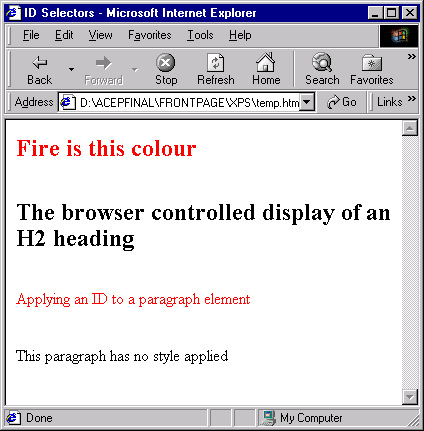 ID Selectors - Microsoft Internet Explorer
File Edit View Favorites Tools Help
Back Forward Stop Refresh Home Search Favorites »
Address D:\ACEPFINAL\FRONTPAGE\XPS\temp.htm Go Links »
Fire is this colour
The browser controlled display of an
H2 heading
Applying an ID to a paragraph element
This paragraph has no style applied
Done My Computer